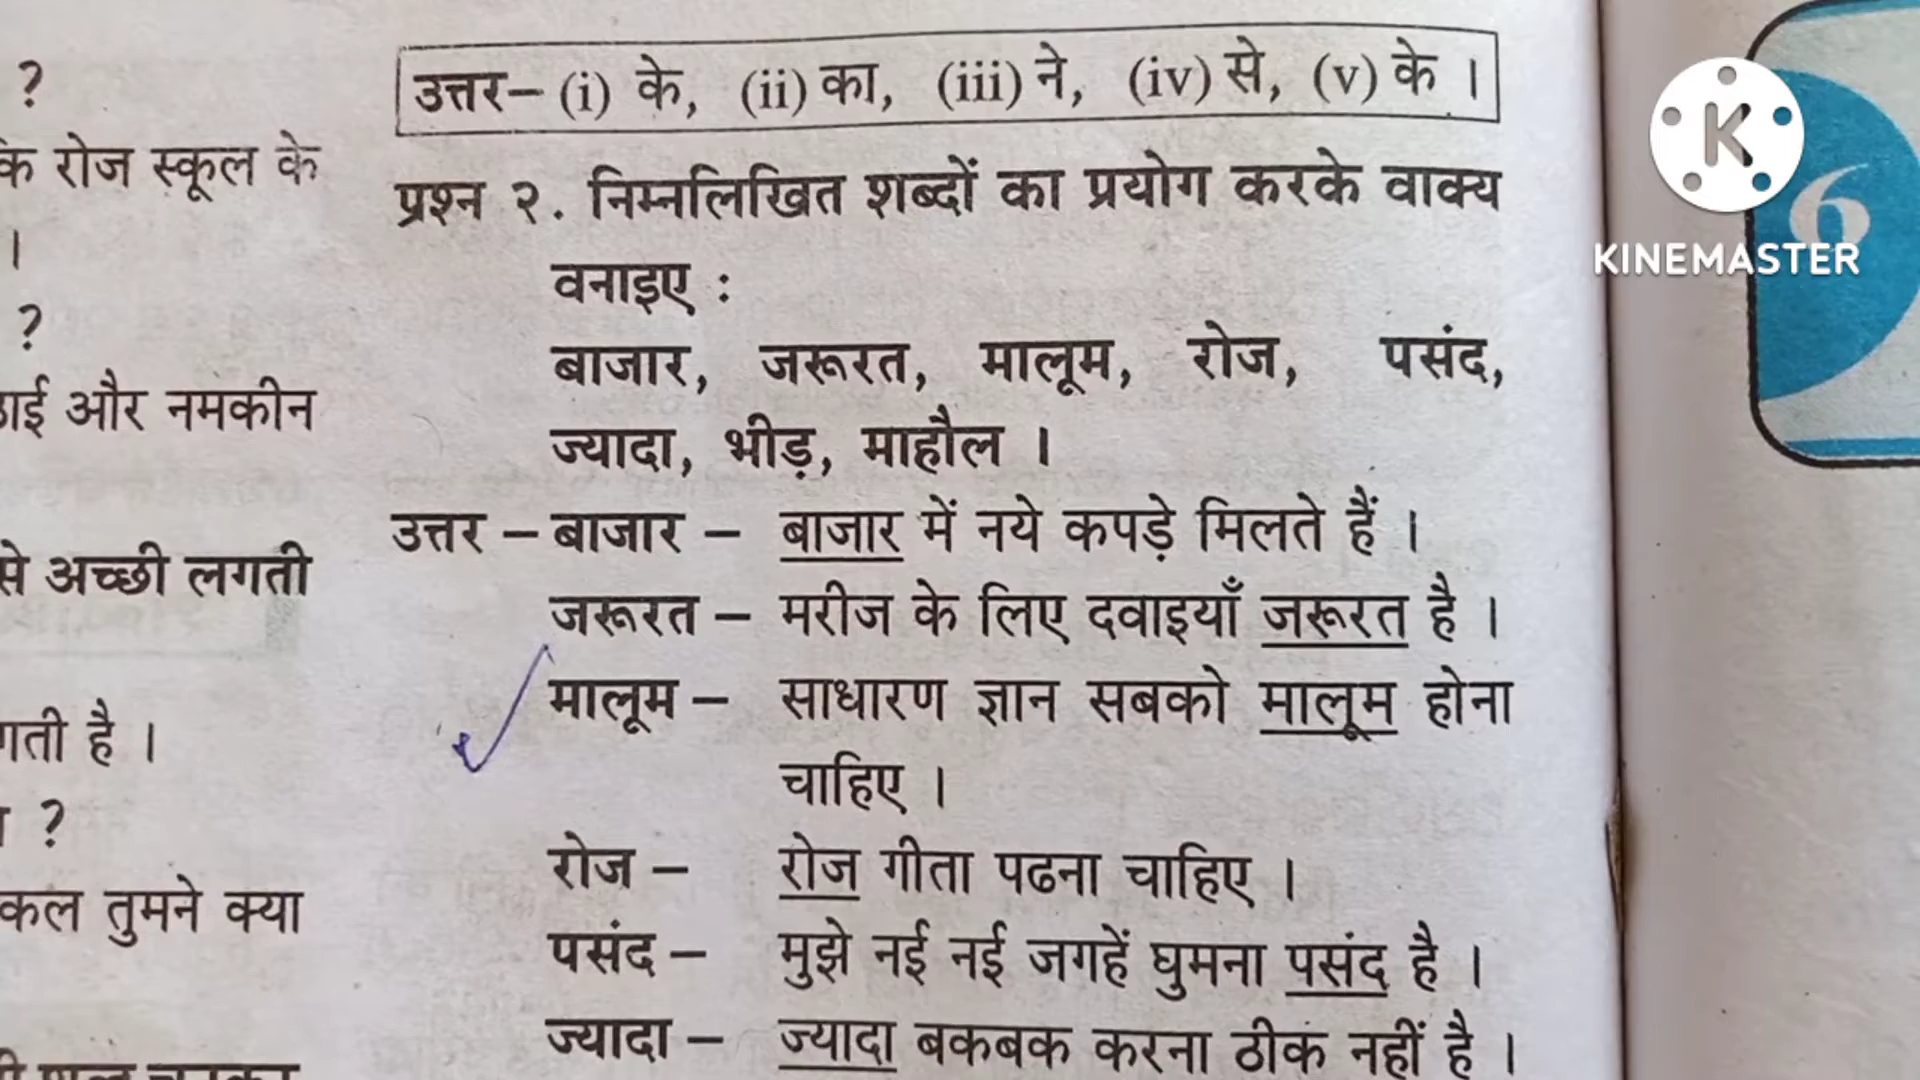 ?
रोज स्कूल के
।
?
और नमकीन
से अच्छी लगती
है ।
?
कल तुमने क्या
उत्तर– (i) के, (ii) का, (iii) ने, (iv) से, (v) के ।
प्रश्न २. निम्नलिखित शब्दों का प्रयोग करके वाक्य
वनाइए :
बाजार, जरूरत, मालूम, रोज, पसंद,
ज्यादा, भीड़, माहौल ।
उत्तर – बाजार – बाजार में नये कपड़े मिलते हैं ।
जरूरत – मरीज के लिए दवाइयाँ जरूरत है ।
मालूम – साधारण ज्ञान सबको मालूम होना
चाहिए ।
रोज – रोज गीता पढना चाहिए ।
पसंद – मुझे नई नई जगहें घुमना पसंद है ।
ज्यादा – ज्यादा बकबक करना ठीक नहीं है ।
K
KINEMASTER
6